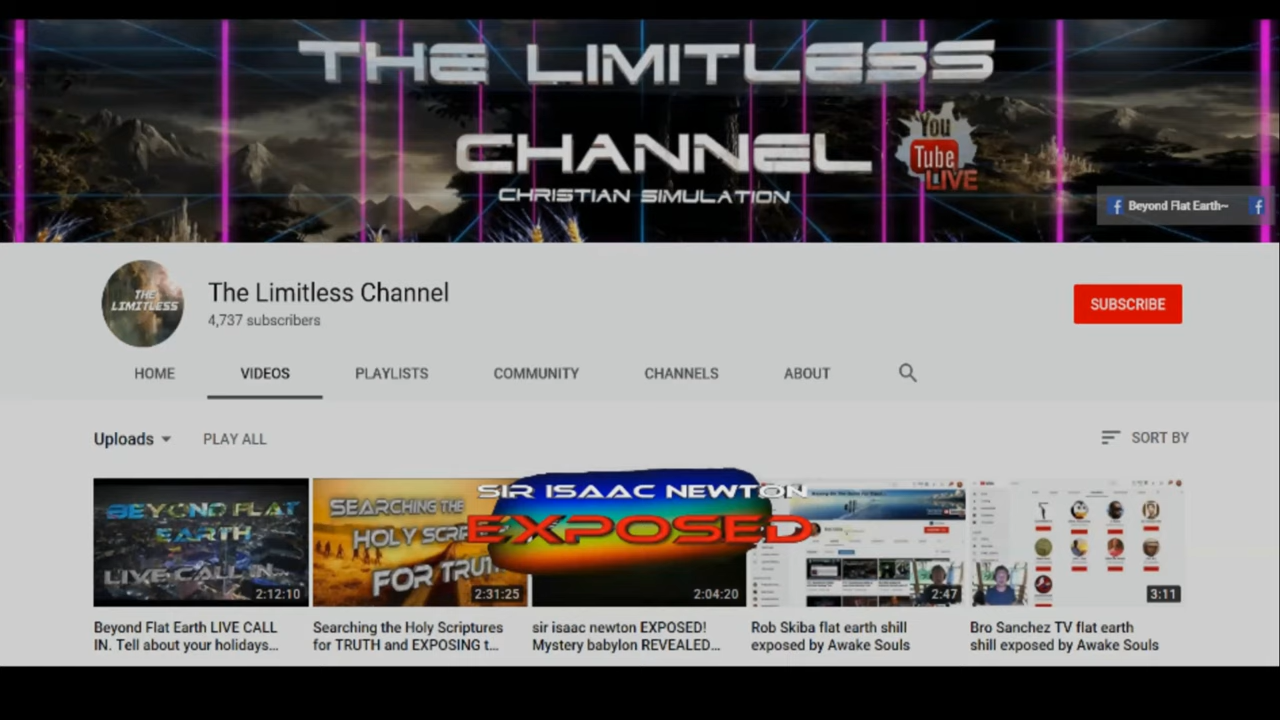 THE LIMITLESS
CHANNEL
CHRISTIAN SIMULATION
You
Tube
LIVE
Beyond Flat Earth~
THE
LIMITLESS
The Limitless Channel
4,737 subscribers
SUBSCRIBE
HOME VIDEOS PLAYLISTS COMMUNITY CHANNELS ABOUT
Uploads PLAY ALL SORT BY
BEYOND FLAT
EARTH
LIVE CALL IN...
2:12:10
SEARCHING THE
HOLY SCRE
FOR TRUT
2:31:25
SIR ISAAC NEWTON
EXPOSED
2:04:20
2:47
3:11
Beyond Flat Earth LIVE CALL
IN. Tell about your holidays...
Searching the Holy Scriptures
for TRUTH and EXPOSING t...
sir isaac newton EXPOSED!
Mystery babylon REVEALED...
Rob Skiba flat earth shill
exposed by Awake Souls
Bro Sanchez TV flat earth
shill exposed by Awake Souls